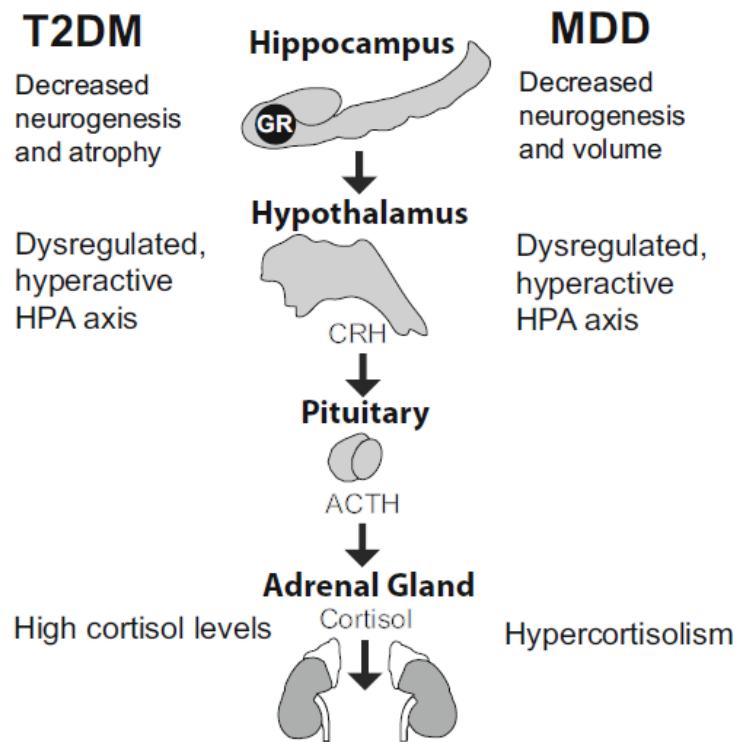 T2DM
Hippocampus
MDD
Decreased
neurogenesis
and atrophy
GR
Decreased
neurogenesis
and volume
Hypothalamus
Dysregulated,
hyperactive
HPA axis
CRH
Dysregulated,
hyperactive
HPA axis
Pituitary
ACTH
Adrenal Gland
High cortisol levels
Cortisol
Hypercortisolism